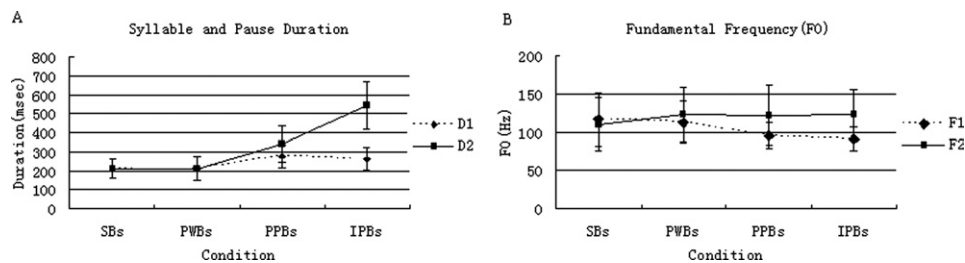 A
Syllable and Pause Duration
Duration(msec)
800
700
600
500
400
300
200
100
0
SBs PWBs PPBs IPBs
Condition
D1
D2
B
Fundamental Frequency(F0)
F0(Hz)
200
150
100
50
0
SBs PWBs PPBs IPBs
Condition
F1
F2